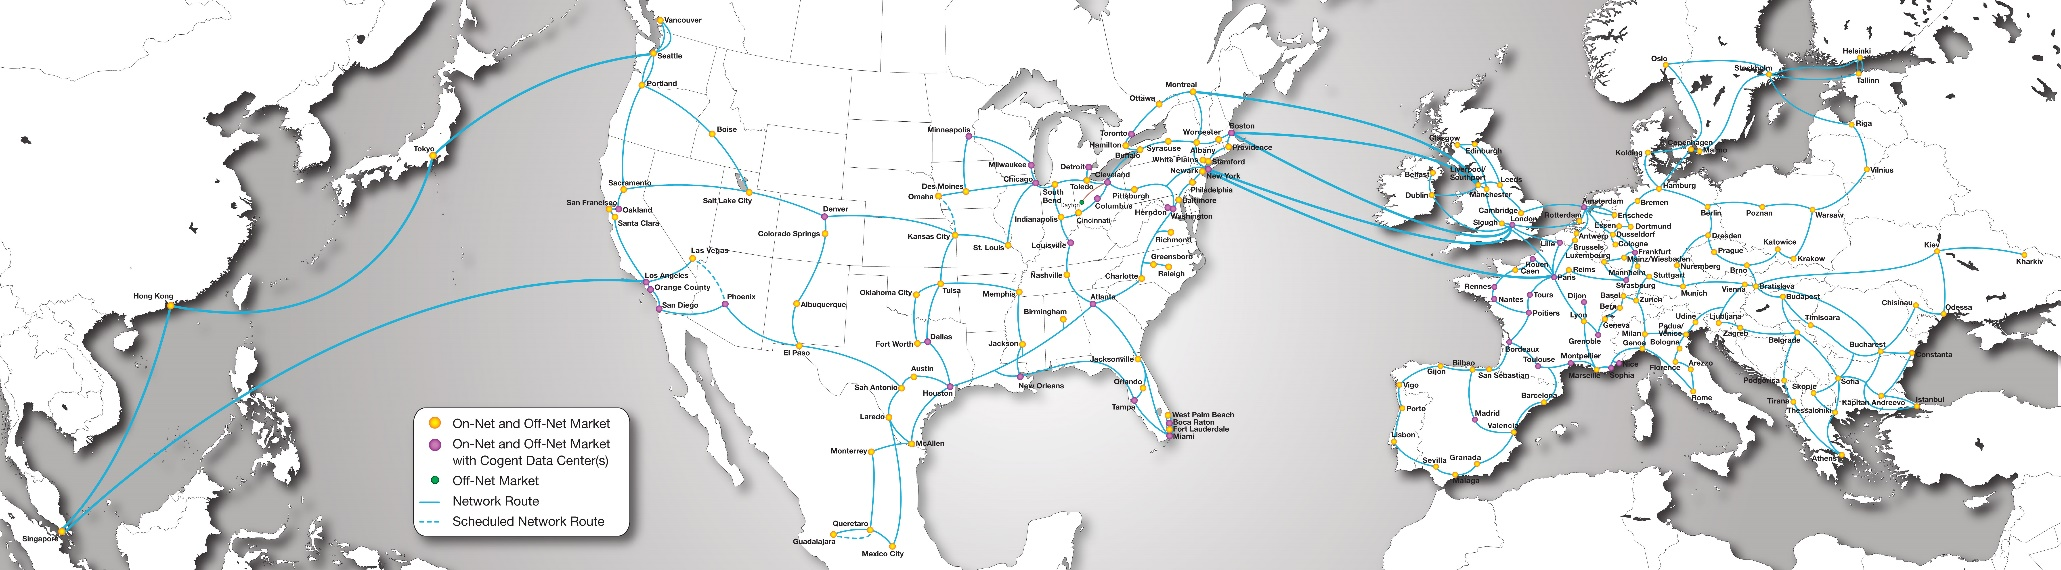 Vancouver
Seattle
Portland
Boise
Tokyo
Hong Kong
Singapore
Sacramento
San Francisco
Oakland
Santa Clara
Salt Lake City
Las Vegas
Los Angeles
Orange County
San Diego
Phoenix
Denver
Colorado Springs
Albuquerque
El Paso
Minneapolis
Milwaukee
Chicago
Des Moines
Omaha
Kansas City
St. Louis
Oklahoma City
Tulsa
Memphis
Fort Worth
Dallas
Jackson
Austin
San Antonio
Houston
New Orleans
Laredo
McAllen
Monterrey
Queretaro
Guadalajara
Mexico City
Montreal
Ottawa
Toronto
Hamilton
Buffalo
Syracuse
Worcester
Boston
Albany
Providence
White Plains
Stamford
Newark
New York
Philadelphia
Detroit
Cleveland
Toledo
South Bend
Pittsburgh
Columbus
Baltimore
Indianapolis
Cincinnati
Herndon
Washington
Louisville
Richmond
Greensboro
Raleigh
Nashville
Charlotte
Atlanta
Birmingham
Jacksonville
Orlando
Tampa
West Palm Beach
Boca Raton
Fort Lauderdale
Miami
On-Net and Off-Net Market
On-Net and Off-Net Market
with Cogent Data Center(s)
Off-Net Market
Network Route
Scheduled Network Route
Oslo
Stockholm
Helsinki
Tallinn
Riga
Vilnius
Glasgow
Edinburgh
Belfast
Dublin
Liverpool/
Southport
Leeds
Manchester
Cambridge
Slough
London
Kolding
Copenhagen
Malmo
Hamburg
Bremen
Berlin
Poznan
Warsaw
Amsterdam
Rotterdam
Enschede
Essen
Dortmund
Dusseldorf
Antwerp
Cologne
Brussels
Lille
Luxembourg
Frankfurt
Mainz/Wiesbaden
Dresden
Prague
Katowice
Krakow
Kiev
Kharkiv
Rouen
Caen
Paris
Reims
Mannheim
Stuttgart
Nuremberg
Brno
Rennes
Strasbourg
Munich
Vienna
Bratislava
Budapest
Nantes
Tours
Dijon
Basel
Zurich
Bern
Poitiers
Lyon
Geneva
Grenoble
Milan
Udine
Ljubljana
Padua/
Venice
Zagreb
Timisoara
Chisinau
Odessa
Belgrade
Bucharest
Constanta
Genoa
Bologna
Bordeaux
Toulouse
Montpellier
Marseille
Nice
Sophia
Florence
Arezzo
Rome
Bilbao
Gijon
San Sebastian
Vigo
Porto
Madrid
Barcelona
Valencia
Lisbon
Sevilla
Granada
Malaga
Podgorica
Skopje
Sofia
Tirana
Kapitan Andreevo
Istanbul
Thessaloniki
Athens